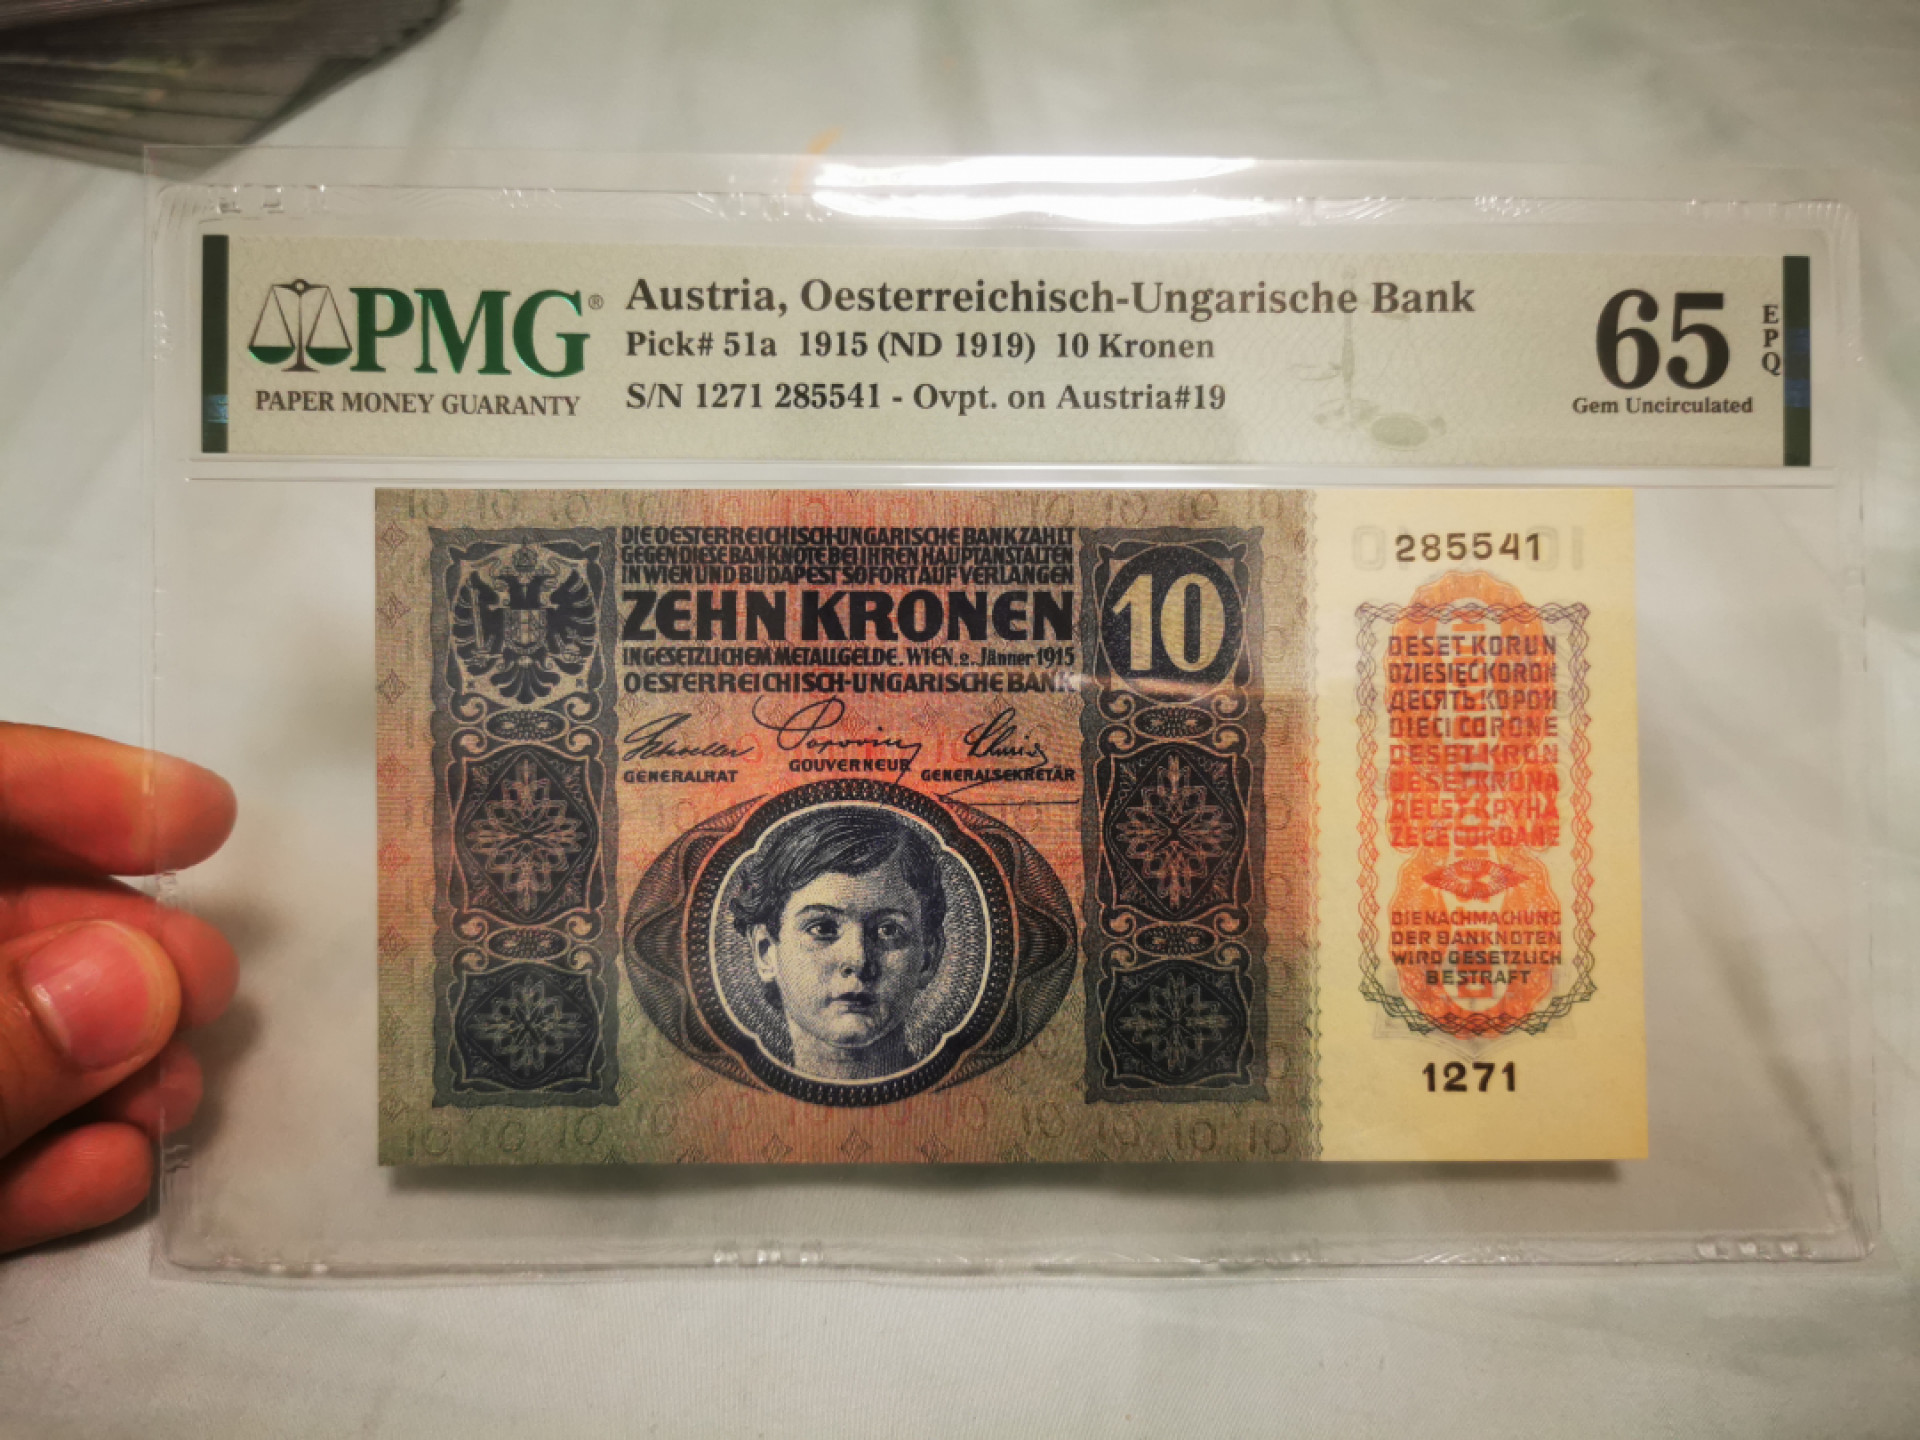 PMG®
PAPER MONEY GUARANTY
Austria, Oesterreichisch-Ungarische Bank
Pick# 51a 1915 (ND 1919) 10 Kronen
S/N 1271 285541 - Ovpt. on Austria#19
65
EPQ
Gem Uncirculated
DIE OESTERREICHISCH-UNGARISCHE BANK ZAHLT
GEGEN DIESE BANKNOTE BEI IHREN HAUPTANSTALTEN
IN WIEN UND BUDAPEST SOFORT AUF VERLANGEN
ZEHN KRONEN
IN GESETZLICHEM METALLGELDE. WIEN, 2. Jänner 1915
OESTERREICHISCH-UNGARISCHE BANK
GENERALRAT
GOUVERNEUR
GENERALSEKRETÄR
10
285541
DESET KORUN
DZIESIĘĆ KORON
ДЕСЯТЬ КОРОН
DIECI CORONE
DESET KRON
DESET KRUNA
ДЕСЕТ КРУНА
ZECE COROANE
DIE NACHMACHUNG
DER BANKNOTEN
WIRD GESETZLICH
BESTRAFT
1271